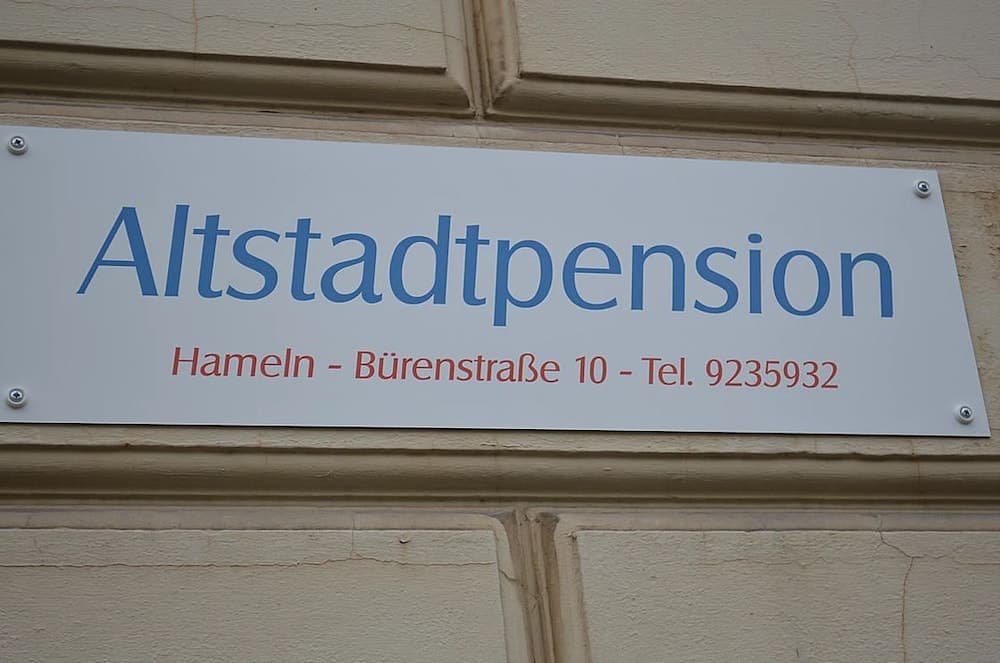 Altstadtpension
Hameln - Bürenstraße 10 - Tel. 9235932